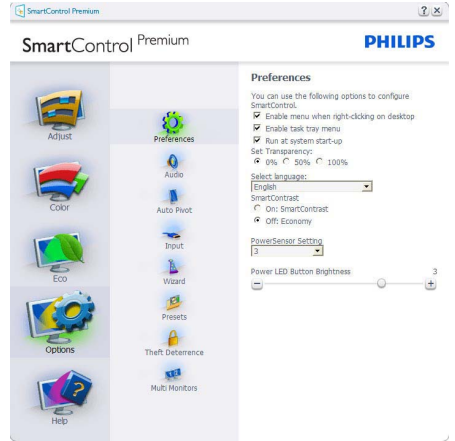 SmartControl Premium
SmartControl Premium
PHILIPS
Adjust
Color
Eco
Options
Help
Preferences
Audio
Auto Pivot
Input
Wizard
Presets
Theft Deterrence
Multi Monitors
Preferences
You can use the following options to configure
SmartControl.
Enable menu when right-clicking on desktop
Enable task tray menu
Run at system start-up
Set Transparency:
0% 50% 100%
Select language:
English
SmartContrast
On: SmartContrast
Off: Economy
PowerSensor Setting
3
Power LED Button Brightness 3